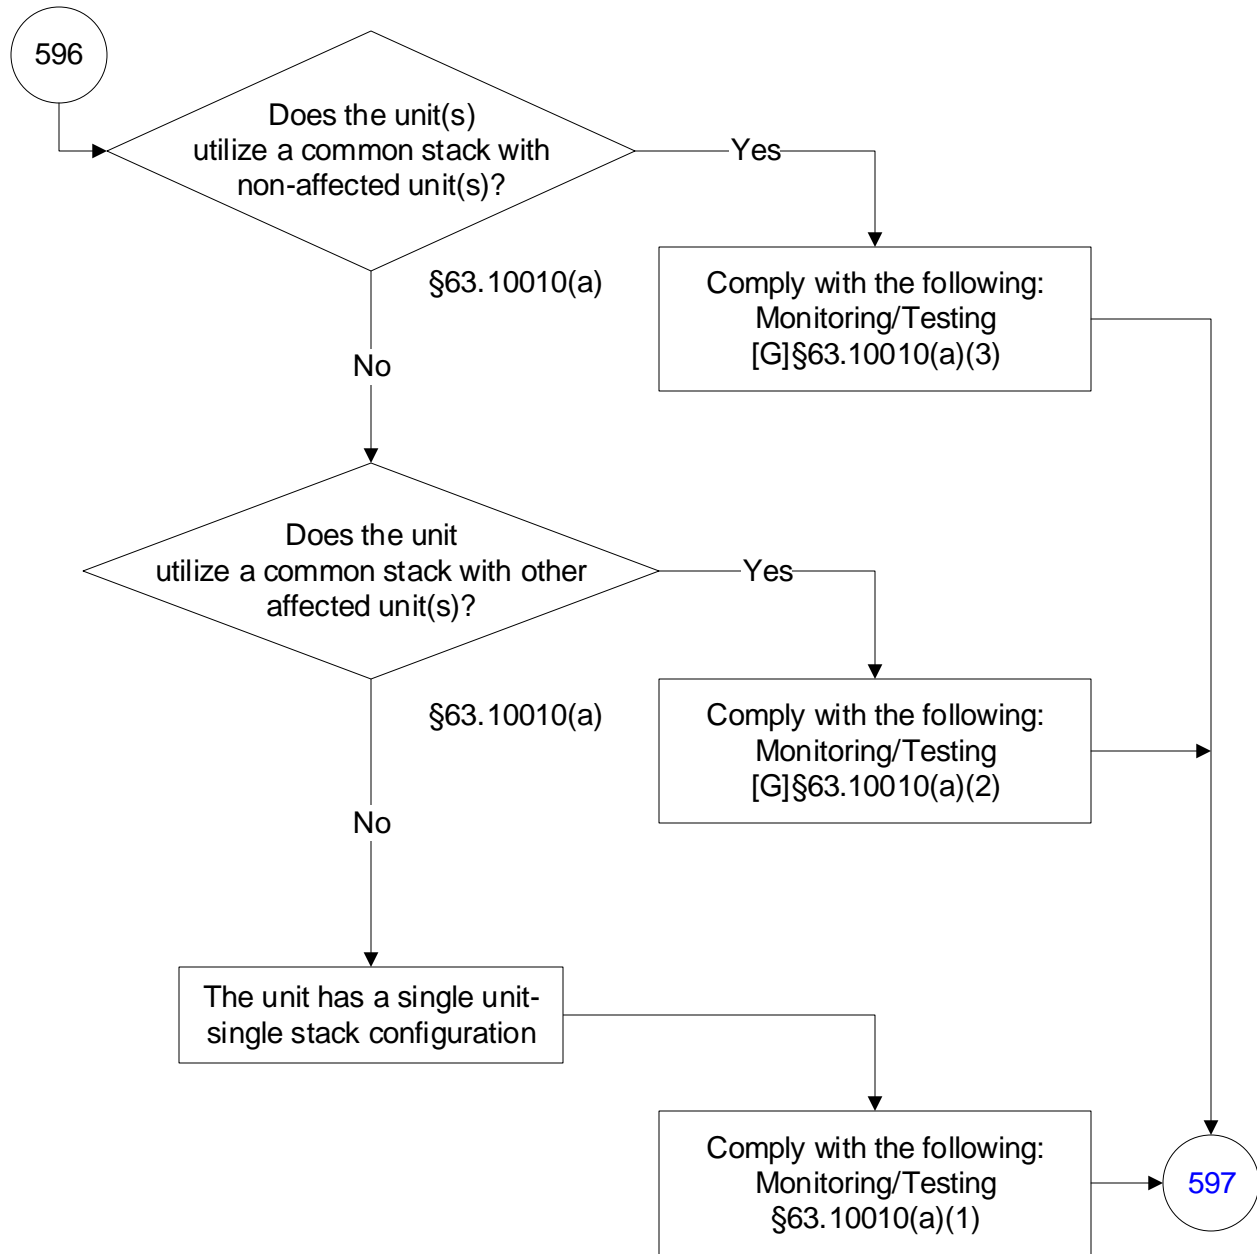 596
Does the unit(s)
utilize a common stack with
non-affected unit(s)?
Yes
§63.10010(a)
Comply with the following:
Monitoring/Testing
[G]§63.10010(a)(3)
No
Does the unit
utilize a common stack with other
affected unit(s)?
Yes
§63.10010(a)
Comply with the following:
Monitoring/Testing
[G]§63.10010(a)(2)
No
The unit has a single unit-
single stack configuration
Comply with the following:
Monitoring/Testing
§63.10010(a)(1)
597